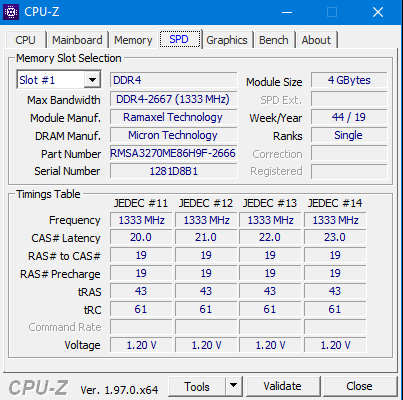 CPU-Z
CPU Mainboard Memory SPD Graphics Bench About
Memory Slot Selection
Slot #1 DDR4 Module Size 4 GBytes
Max Bandwidth DDR4-2667 (1333 MHz) SPD Ext.
Module Manuf. Ramaxel Technology Week/Year 44 / 19
DRAM Manuf. Micron Technology Ranks Single
Part Number RMSA3270ME86H9F-2666 Correction
Serial Number 1281D8B1 Registered
Timings Table
JEDEC #11 JEDEC #12 JEDEC #13 JEDEC #14
Frequency 1333 MHz 1333 MHz 1333 MHz 1333 MHz
CAS# Latency 20.0 21.0 22.0 23.0
RAS# to CAS# 19 19 19 19
RAS# Precharge 19 19 19 19
tRAS 43 43 43 43
tRC 61 61 61 61
Command Rate
Voltage 1.20 V 1.20 V 1.20 V 1.20 V
CPU-Z Ver. 1.97.0.x64 Tools Validate Close